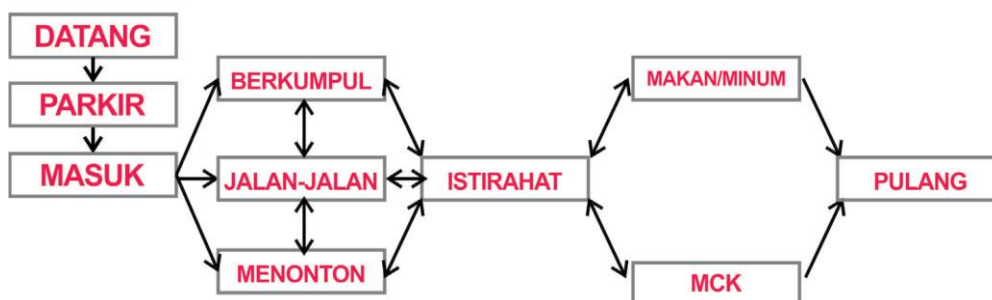 DATANG
PARKIR
MASUK
BERKUMPUL
JALAN-JALAN
MENONTON
ISTIRAHAT
MAKAN/MINUM
MCK
PULANG